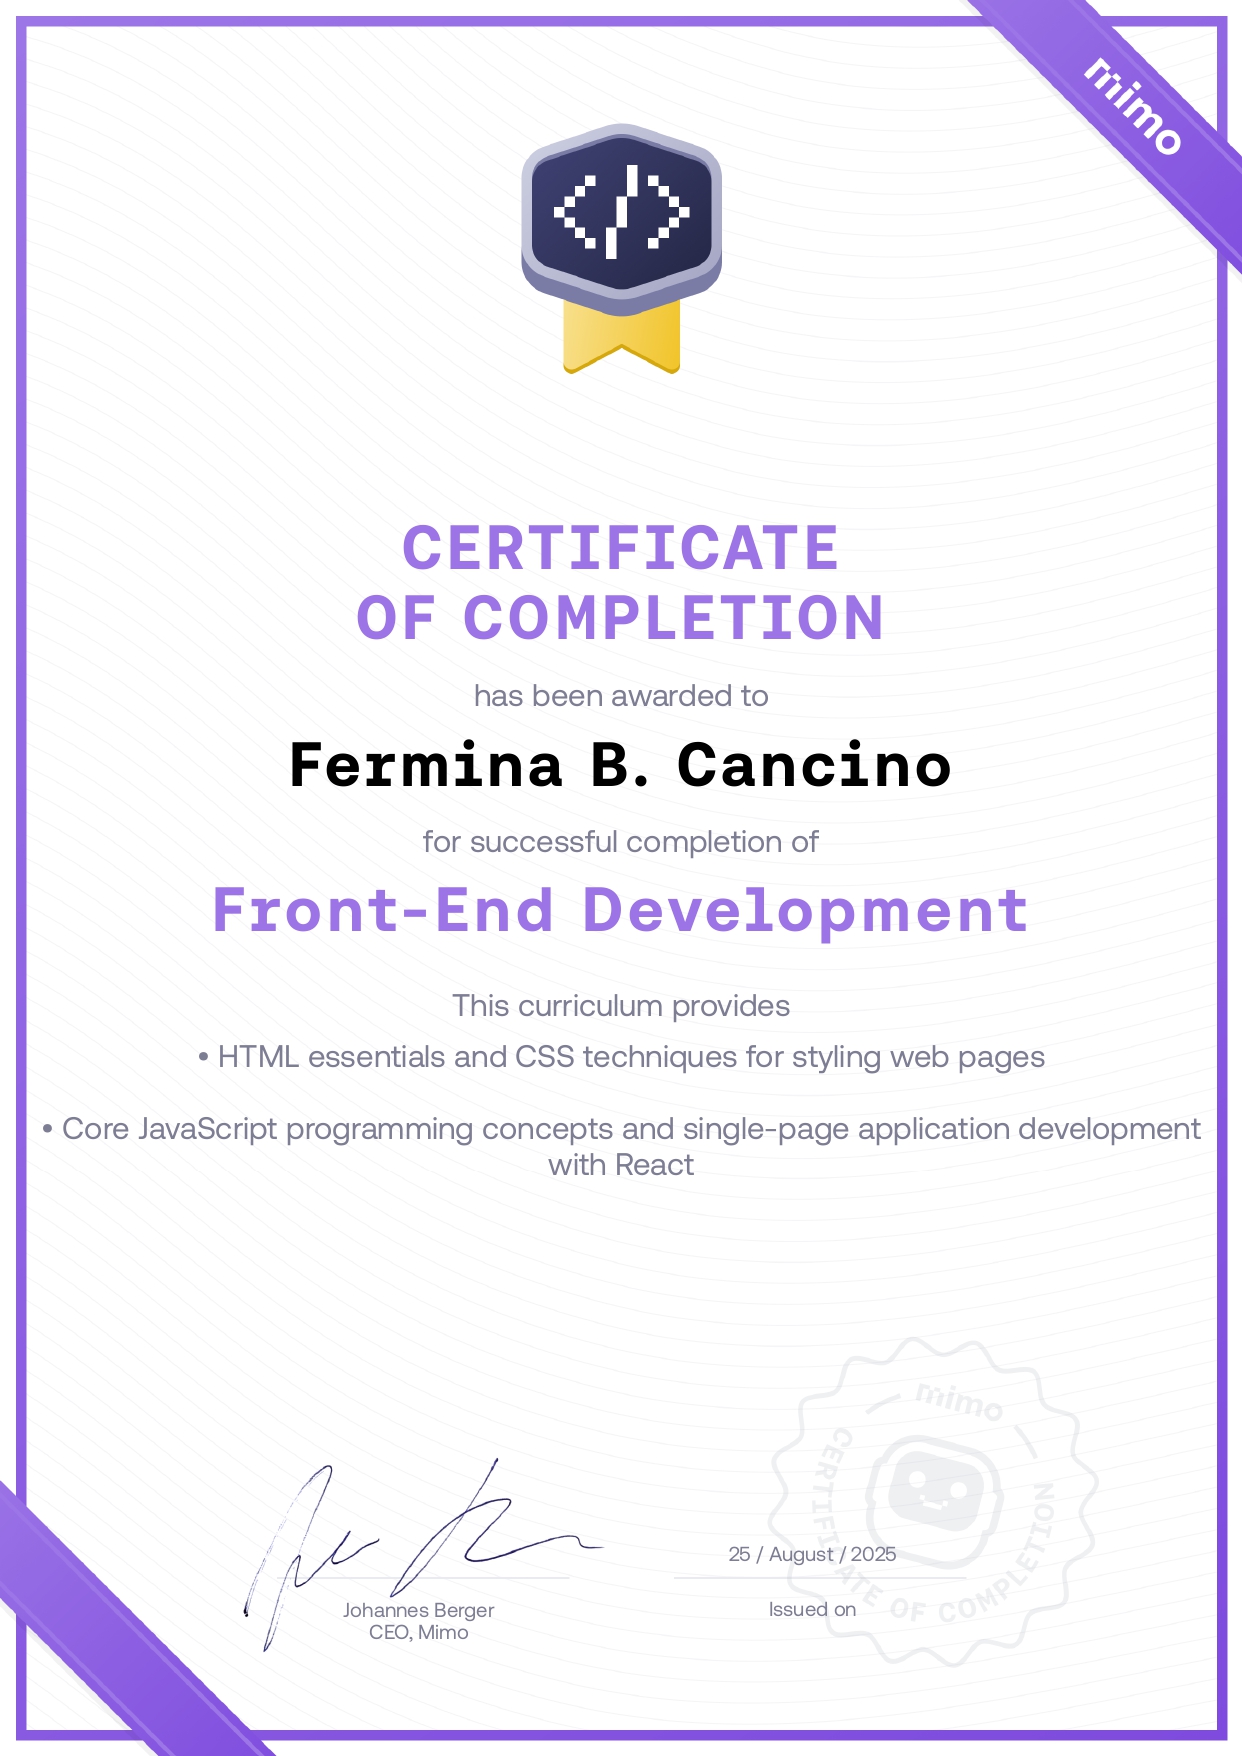 mimo
</>
CERTIFICATE
OF COMPLETION
has been awarded to
Fermina B. Cancino
for successful completion of
Front-End Development
This curriculum provides
• HTML essentials and CSS techniques for styling web pages
• Core JavaScript programming concepts and single-page application development
with React
mimo
CERTIFICATE OF COMPLETION
25 / August / 2025
Johannes Berger
CEO, Mimo
Issued on